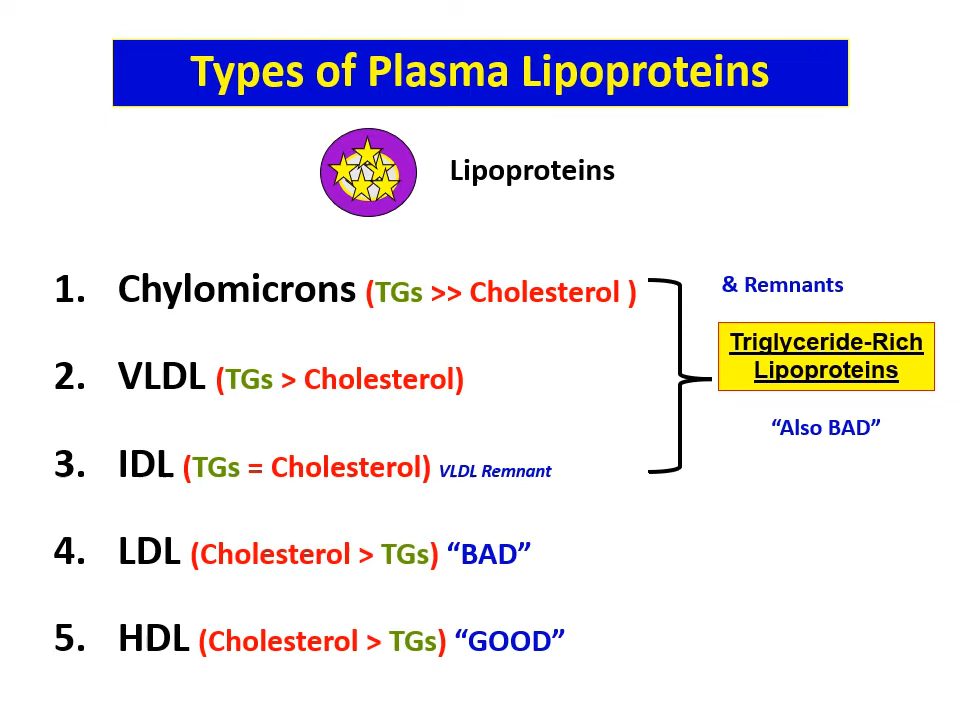 Types of Plasma Lipoproteins
Lipoproteins
1. Chylomicrons (TGs >> Cholesterol )
& Remnants
Triglyceride-Rich
Lipoproteins
2. VLDL (TGs > Cholesterol)
“Also BAD”
3. IDL (TGs = Cholesterol) VLDL Remnant
4. LDL (Cholesterol > TGs) “BAD”
5. HDL (Cholesterol > TGs) “GOOD”